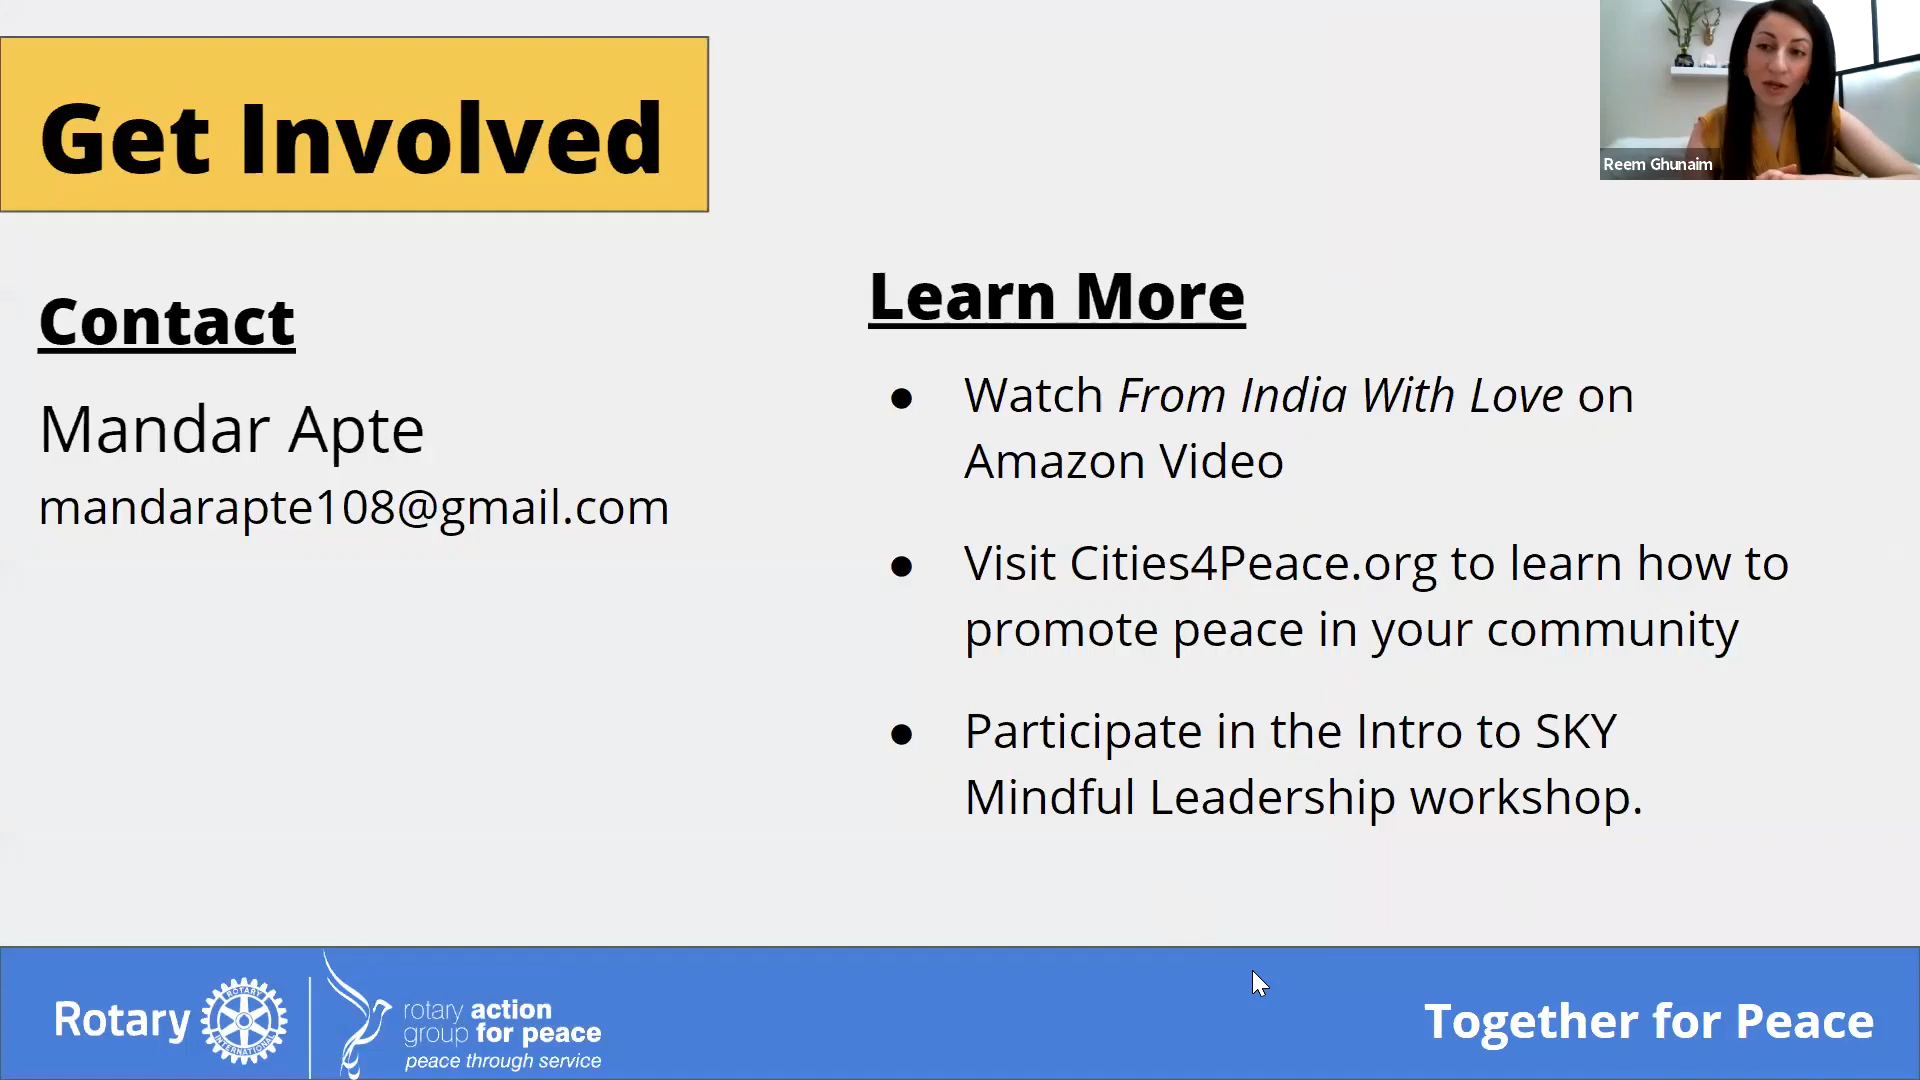 Get Involved
Reem Ghunaim
Contact
Mandar Apte
mandarapte108@gmail.com
Learn More
● Watch From India With Love on
Amazon Video
● Visit Cities4Peace.org to learn how to
promote peace in your community
● Participate in the Intro to SKY
Mindful Leadership workshop.
Rotary
ROTARY
INTERNATIONAL
rotary action
group for peace
peace through service
Together for Peace